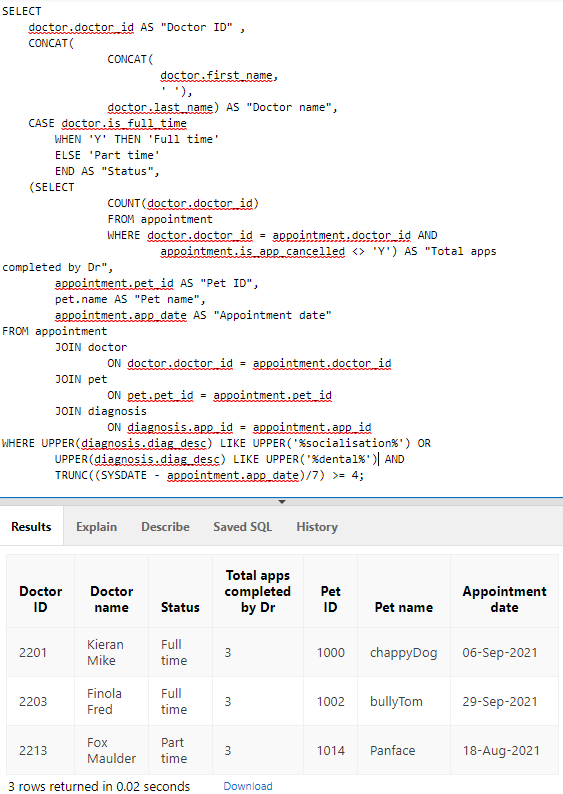 SELECT
doctor.doctor_id AS "Doctor ID" ,
CONCAT(
CONCAT(
doctor.first_name,
' '),
doctor.last_name) AS "Doctor name",
CASE doctor.is_full_time
WHEN 'Y' THEN 'Full time'
ELSE 'Part time'
END AS "Status",
(SELECT
COUNT(doctor.doctor_id)
FROM appointment
WHERE doctor.doctor_id = appointment.doctor_id AND
appointment.is_app_cancelled <> 'Y') AS "Total apps
completed by Dr",
appointment.pet_id AS "Pet ID",
pet.name AS "Pet name",
appointment.app_date AS "Appointment date"
FROM appointment
JOIN doctor
ON doctor.doctor_id = appointment.doctor_id
JOIN pet
ON pet.pet_id = appointment.pet_id
JOIN diagnosis
ON diagnosis.app_id = appointment.app_id
WHERE UPPER(diagnosis.diag_desc) LIKE UPPER('%socialisation%') OR
UPPER(diagnosis.diag_desc) LIKE UPPER('%dental%') AND
TRUNC((SYSDATE - appointment.app_date)/7) >= 4;
Results Explain Describe Saved SQL History
Doctor ID Doctor name Status Total apps completed by Dr Pet ID Pet name Appointment date
2201 Kieran Mike Full time 3 1000 chappyDog 06-Sep-2021
2203 Finola Fred Full time 3 1002 bullyTom 29-Sep-2021
2213 Fox Maulder Part time 3 1014 Panface 18-Aug-2021
3 rows returned in 0.02 seconds Download